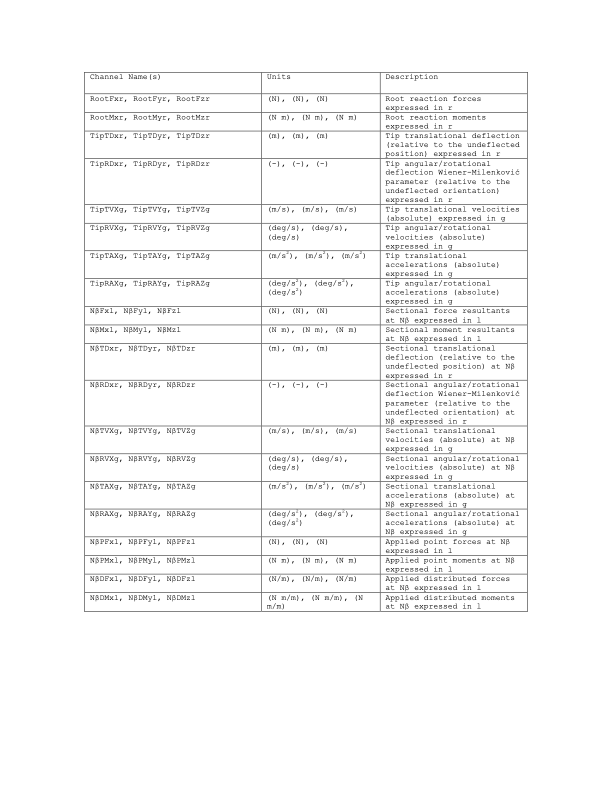 Channel Name(s) Units Description
RootFxr, RootFyr, RootFzr (N), (N), (N) Root reaction forces
expressed in r
RootMxr, RootMyr, RootMzr (N m), (N m), (N m) Root reaction moments
expressed in r
TipTDxr, TipTDyr, TipTDzr (m), (m), (m) Tip translational deflection
(relative to the undeflected
position) expressed in r
TipRDxr, TipRDyr, TipRDzr (-), (-), (-) Tip angular/rotational
deflection Wiener-Milenković
parameter (relative to the
undeflected orientation)
expressed in r
TipTVXg, TipTVYg, TipTVZg (m/s), (m/s), (m/s) Tip translational velocities
(absolute) expressed in g
TipRVXg, TipRVYg, TipRVZg (deg/s), (deg/s), Tip angular/rotational
(deg/s) velocities (absolute)
expressed in g
TipTAXg, TipTAYg, TipTAZg (m/s²), (m/s²), (m/s²) Tip translational
accelerations (absolute)
expressed in g
TipRAXg, TipRAYg, TipRAZg (deg/s²), (deg/s²), Tip angular/rotational
(deg/s²) accelerations (absolute)
expressed in g
NβFxl, NβFyl, NβFzl (N), (N), (N) Sectional force resultants
at Nβ expressed in l
NβMxl, NβMyl, NβMzl (N m), (N m), (N m) Sectional moment resultants
at Nβ expressed in l
NβTDxr, NβTDyr, NβTDzr (m), (m), (m) Sectional translational
deflection (relative to the
undeflected position) at Nβ
expressed in r
NβRDxr, NβRDyr, NβRDzr (-), (-), (-) Sectional angular/rotational
deflection Wiener-Milenković
parameter (relative to the
undeflected orientation) at
Nβ expressed in r
NβTVXg, NβTVYg, NβTVZg (m/s), (m/s), (m/s) Sectional translational
velocities (absolute) at Nβ
expressed in g
NβRVXg, NβRVYg, NβRVZg (deg/s), (deg/s), Sectional angular/rotational
(deg/s) velocities (absolute) at Nβ
expressed in g
NβTAXg, NβTAYg, NβTAZg (m/s²), (m/s²), (m/s²) Sectional translational
accelerations (absolute) at
Nβ expressed in g
NβRAXg, NβRAYg, NβRAZg (deg/s²), (deg/s²), Sectional angular/rotational
(deg/s²) accelerations (absolute) at
Nβ expressed in g
NβPFxl, NβPFyl, NβPFzl (N), (N), (N) Applied point forces at Nβ
expressed in l
NβPMxl, NβPMyl, NβPMzl (N m), (N m), (N m) Applied point moments at Nβ
expressed in l
NβDFxl, NβDFyl, NβDFzl (N/m), (N/m), (N/m) Applied distributed forces
at Nβ expressed in l
NβDMxl, NβDMyl, NβDMzl (N m/m), (N m/m), (N Applied distributed moments
m/m) at Nβ expressed in l